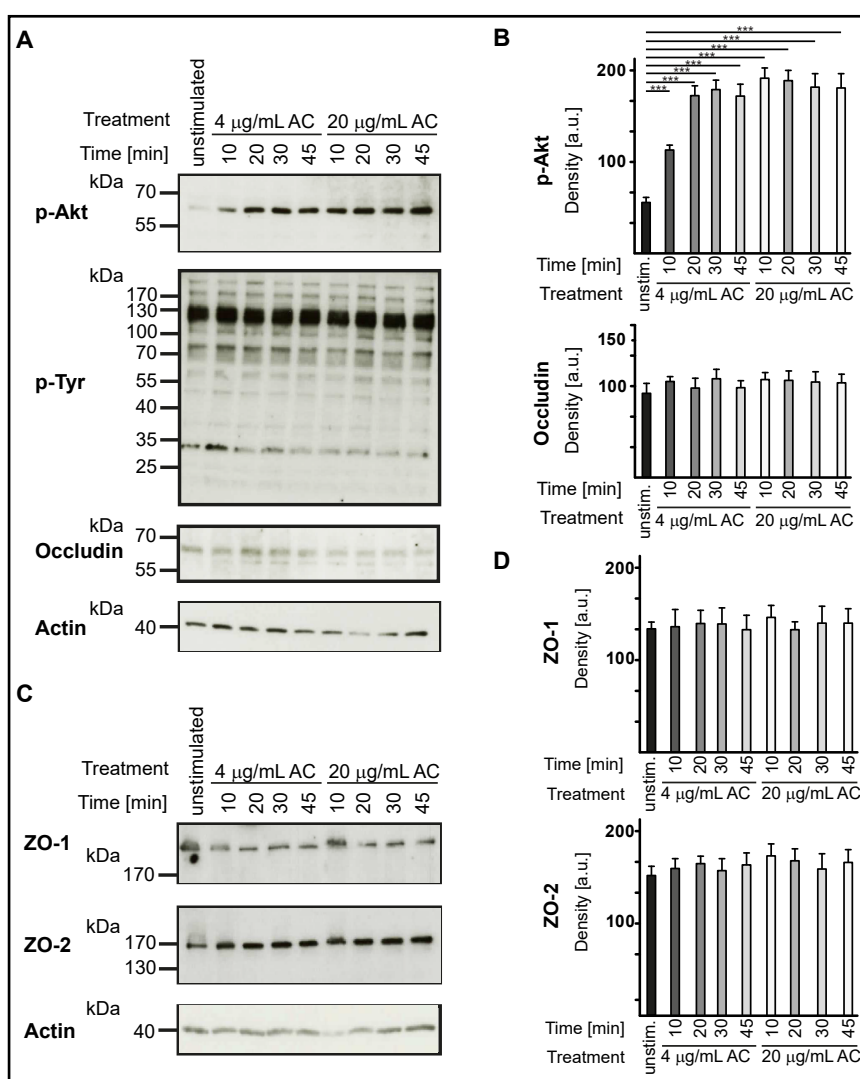 A
Treatment
unstimulated
4 μg/mL AC
20 μg/mL AC
Time [min]
10 20 30 45 10 20 30 45
kDa
p-Akt
70
55
kDa
p-Tyr
170
130
100
70
55
40
35
25
kDa
Occludin
70
55
kDa
Actin
40
B
*** *** *** *** *** *** *** ***
p-Akt
Density [a.u.]
200
100
Time [min]
unstim. 10 20 30 45 10 20 30 45
Treatment
4 μg/mL AC
20 μg/mL AC
Occludin
Density [a.u.]
150
100
Time [min]
unstim. 10 20 30 45 10 20 30 45
Treatment
4 μg/mL AC
20 μg/mL AC
C
Treatment
unstimulated
4 μg/mL AC
20 μg/mL AC
Time [min]
10 20 30 45 10 20 30 45
ZO-1
kDa
170
ZO-2
kDa
170
130
kDa
Actin
40
D
ZO-1
Density [a.u.]
200
100
Time [min]
unstim. 10 20 30 45 10 20 30 45
Treatment
4 μg/mL AC
20 μg/mL AC
ZO-2
Density [a.u.]
200
100
Time [min]
unstim. 10 20 30 45 10 20 30 45
Treatment
4 μg/mL AC
20 μg/mL AC